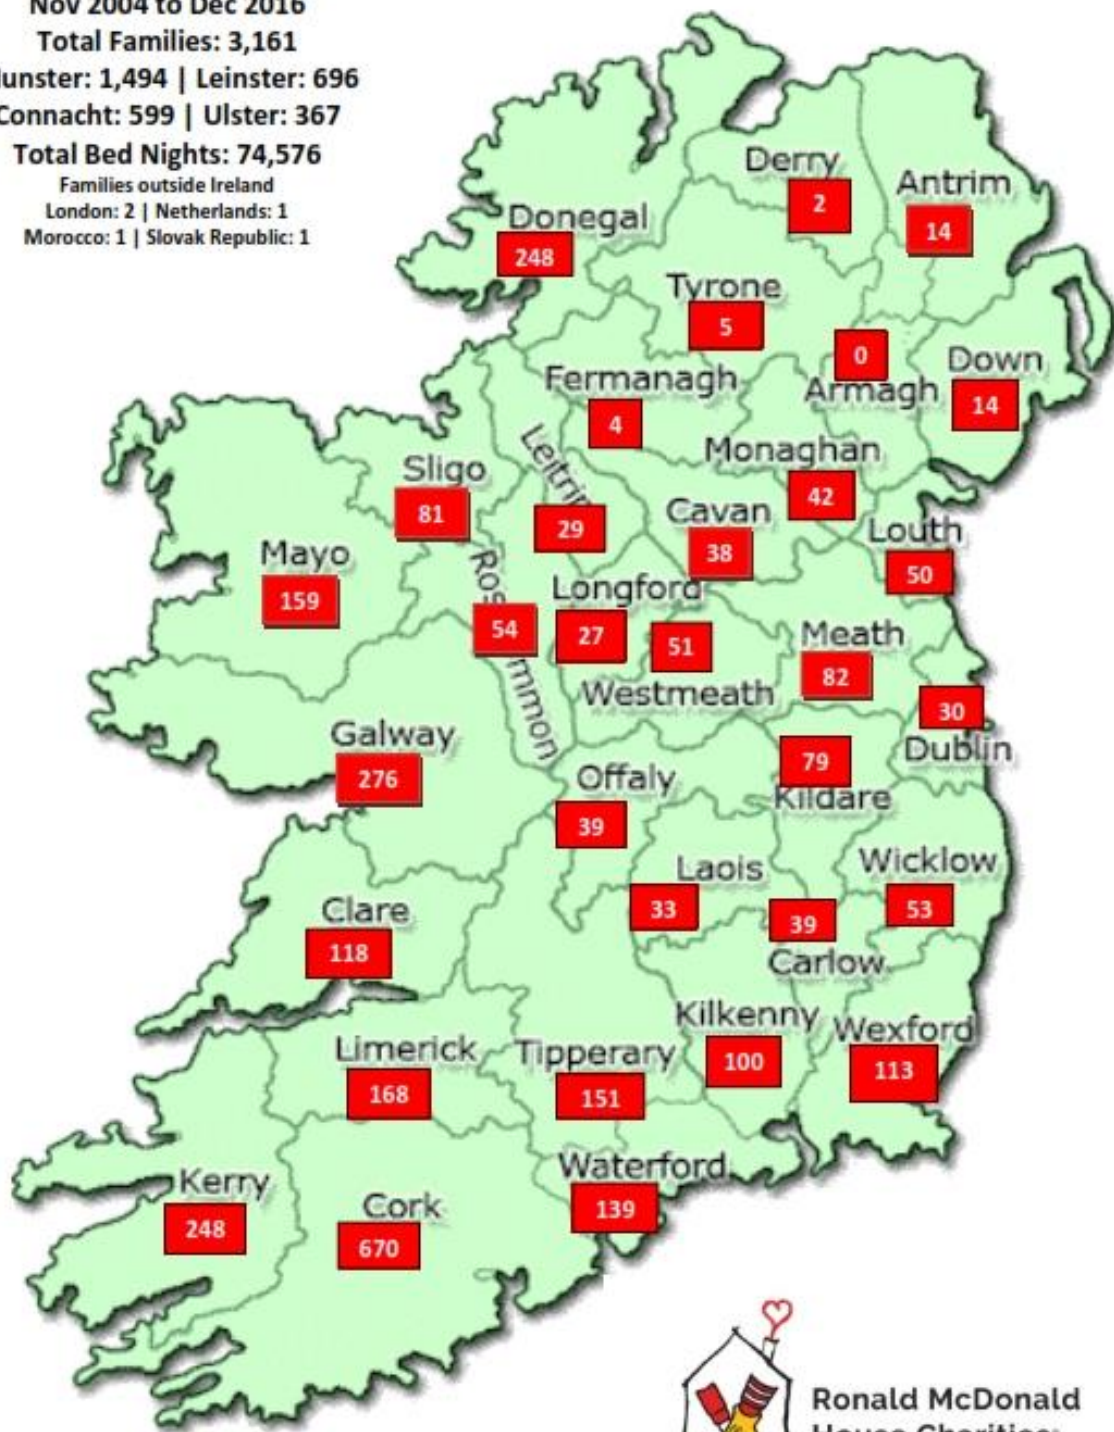 Nov 2004 to Dec 2016
Total Families: 3,161
unster: 1,494 | Leinster: 696
Connacht: 599 | Ulster: 367
Total Bed Nights: 74,576
Families outside Ireland
London: 2 | Netherlands: 1
Morocco: 1 | Slovak Republic: 1
Derry
2
Antrim
14
Donegal
248
Tyrone
5
0
Armagh
Down
14
Fermanagh
4
Monaghan
42
Leitri
29
Sligo
81
Cavan
38
Louth
50
Mayo
159
Ros
54
mmon
Longford
27
51
Westmeath
Meath
82
30
Dublin
Galway
276
79
Kildare
Offaly
39
Laois
33
Wicklow
53
39
Carlow
Clare
118
Kilkenny
100
Wexford
113
Limerick
168
Tipperary
151
Waterford
139
Kerry
248
Cork
670
Ronald McDonald
House Charities